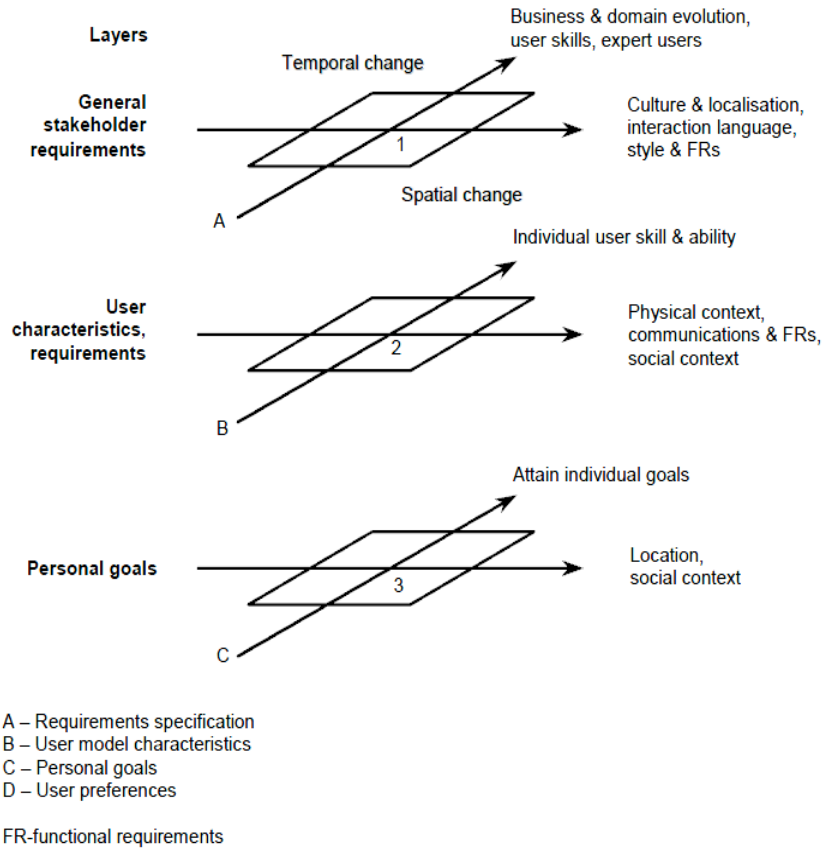 Layers
Business & domain evolution,
user skills, expert users
Temporal change
General
stakeholder
requirements
1
Culture & localisation,
interaction language,
style & FRs
A
Spatial change
Individual user skill & ability
User
characteristics,
requirements
2
Physical context,
communications & FRs,
social context
B
Attain individual goals
Personal goals
3
Location,
social context
C
A – Requirements specification
B – User model characteristics
C – Personal goals
D – User preferences
FR-functional requirements